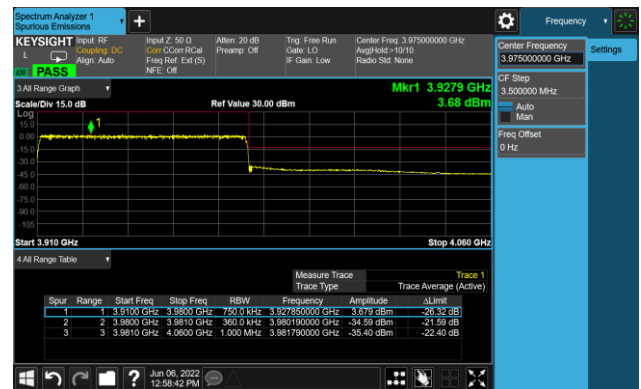 Spectrum Analyzer 1
Spurious Emissions
Frequency
KEYSIGHT
L
PASS
Input: RF
Coupling: DC
Align: Auto
Input Z: 50 Ω
Corr CCorr RCal
Freq Ref: Ext (S)
NFE: Off
Atten: 20 dB
Preamp: Off
Trig: Free Run
Gate: LO
IF Gain: Low
Center Freq: 3.975000000 GHz
Avg|Hold:>10/10
Radio Std: None
Center Frequency
3.975000000 GHz
Settings
CF Step
3.500000 MHz
Auto
Man
Freq Offset
0 Hz
3 All Range Graph
Mkr1 3.9279 GHz
3.68 dBm
Scale/Div 15.0 dB
Ref Value 30.00 dBm
Log
15.0
0.00
-15.0
-30.0
-45.0
-60.0
-75.0
-90.0
-105
1
Start 3.910 GHz
Stop 4.060 GHz
4 All Range Table
Measure Trace Trace 1
Trace Type Trace Average (Active)
Spur Range Start Freq Stop Freq RBW Frequency Amplitude ΔLimit
1 1 3.9100 GHz 3.9800 GHz 750.0 kHz 3.927850000 GHz 3.679 dBm -26.32 dB
2 2 3.9800 GHz 3.9810 GHz 360.0 kHz 3.980190000 GHz -34.59 dBm -21.59 dB
3 3 3.9810 GHz 4.0600 GHz 1.000 MHz 3.981790000 GHz -35.40 dBm -22.40 dB
?
Jun 06, 2022
12:58:42 PM